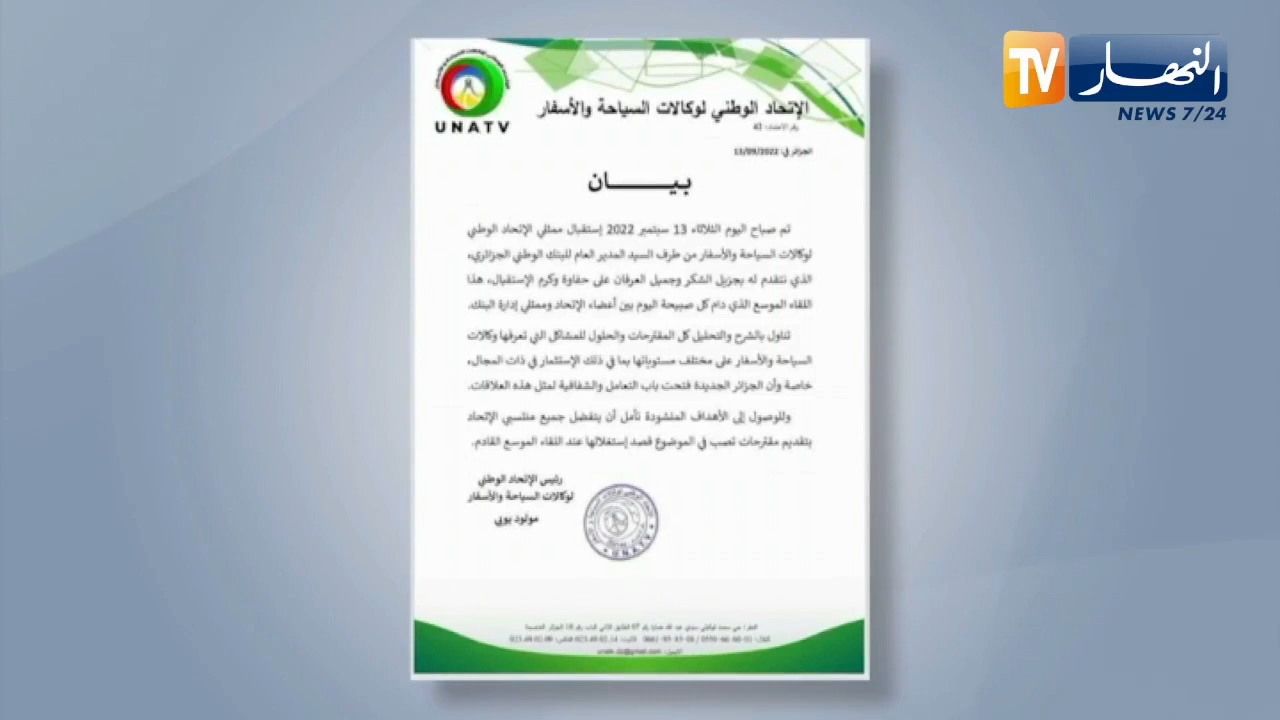 TV النهار
NEWS 7/24
UNATV
الإتحاد الوطني لوكالات السياحة والأسفار
رقم الاعتماد: 43
الجزائر في: 13/09/2022
بيـــــــان
تم صباح اليوم الثلاثاء 13 سبتمبر 2022 إستقبال ممثلي الإتحاد الوطني
لوكالات السياحة والأسفار من طرف السيد المدير العام للبنك الوطني الجزائري،
الذي نتقدم له بجزيل الشكر وجميل العرفان على حفاوة وكرم الإستقبال، هذا
اللقاء الموسع الذي دام كل صبيحة اليوم بين أعضاء الإتحاد وممثلي إدارة البنك.
تناول بالشرح والتحليل كل المقترحات والحلول للمشاكل التي تعرفها وكالات
السياحة والأسفار على مختلف مستوياتها بما في ذلك الإستثمار في ذات المجال،
خاصة وأن الجزائر الجديدة فتحت باب التعامل والشفافية لمثل هذه العلاقات.
وللوصول إلى الأهداف المنشودة نأمل أن يتفضل جميع منتسبي الإتحاد
بتقديم مقترحات تصب في الموضوع قصد إستغلالها عند اللقاء الموسع القادم.
رئيس الإتحاد الوطني
لوكالات السياحة والأسفار
مولود يوبي
UNATV